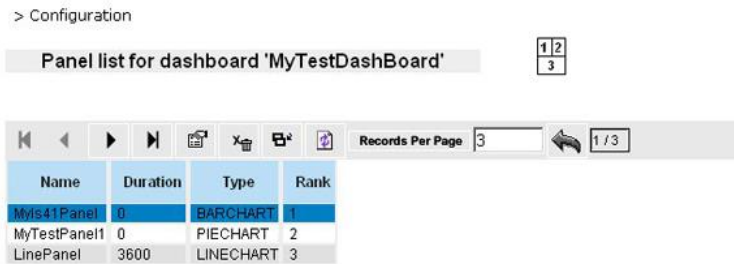 > Configuration
Panel list for dashboard 'MyTestDashBoard'
1 2
3
Records Per Page 3 1 / 3
Name Duration Type Rank
MyIs41Panel 0 BARCHART 1
MyTestPanel1 0 PIECHART 2
LinePanel 3600 LINECHART 3